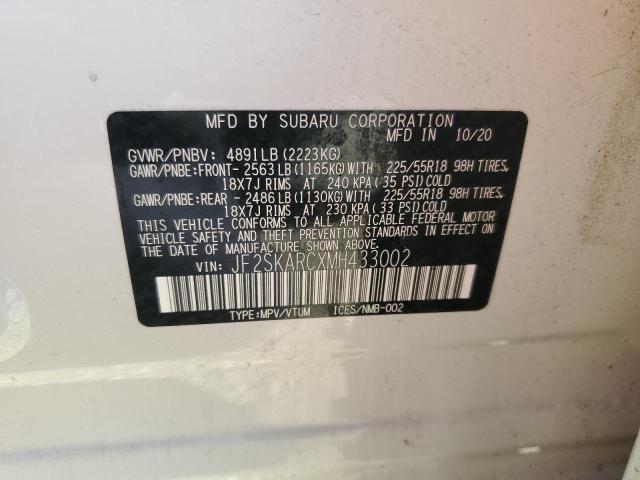 MFD BY SUBARU CORPORATION
MFD IN 10/20
GVWR/PNBV: 4891LB(2223KG)
GAWR/PNBE:FRONT- 2563LB(1165KG)WITH 225/55R18 98H TIRES,
18X7J RIMS AT 240 KPA(35 PSI)COLD
GAWR/PNBE:REAR - 2486LB(1130KG)WITH 225/55R18 98H TIRES,
18X7J RIMS AT 230 KPA(33 PSI)COLD
THIS VEHICLE CONFORMS TO ALL APPLICABLE FEDERAL MOTOR
VEHICLE SAFETY AND THEFT PREVENTION STANDARDS IN EFFECT ON
THE DATE OF MANUFACTURE SHOWN ABOVE.
VIN: JF2SKARCXMH433002
TYPE:MPV/VTUM ICES/NMB-002